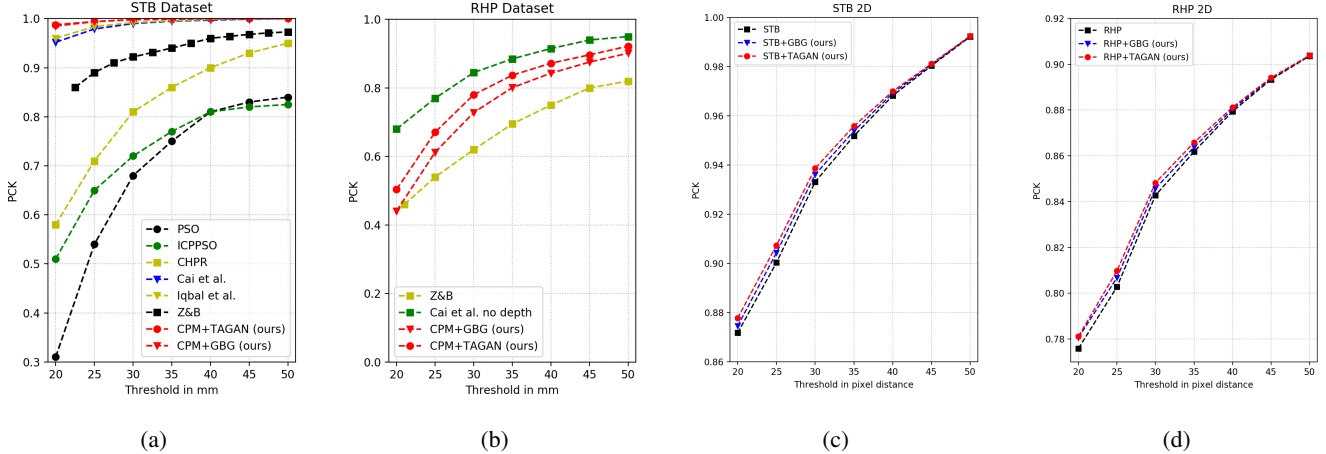 STB Dataset
PCK
1.0
0.9
0.8
0.7
0.6
0.5
0.4
0.3
PSO
ICPPSO
CHPR
Cai et al.
Iqbal et al.
Z&B
CPM+TAGAN (ours)
CPM+GBG (ours)
20 25 30 35 40 45 50
Threshold in mm
(a)
RHP Dataset
PCK
1.0
0.8
0.6
0.4
0.2
0.0
Z&B
Cai et al. no depth
CPM+GBG (ours)
CPM+TAGAN (ours)
20 25 30 35 40 45 50
Threshold in mm
(b)
STB 2D
PCK
1.00
0.98
0.96
0.94
0.92
0.90
0.88
0.86
STB
STB+GBG (ours)
STB+TAGAN (ours)
20 25 30 35 40 45 50
Threshold in pixel distance
(c)
RHP 2D
PCK
0.92
0.90
0.88
0.86
0.84
0.82
0.80
0.78
RHP
RHP+GBG (ours)
RHP+TAGAN (ours)
20 25 30 35 40 45 50
Threshold in pixel distance
(d)